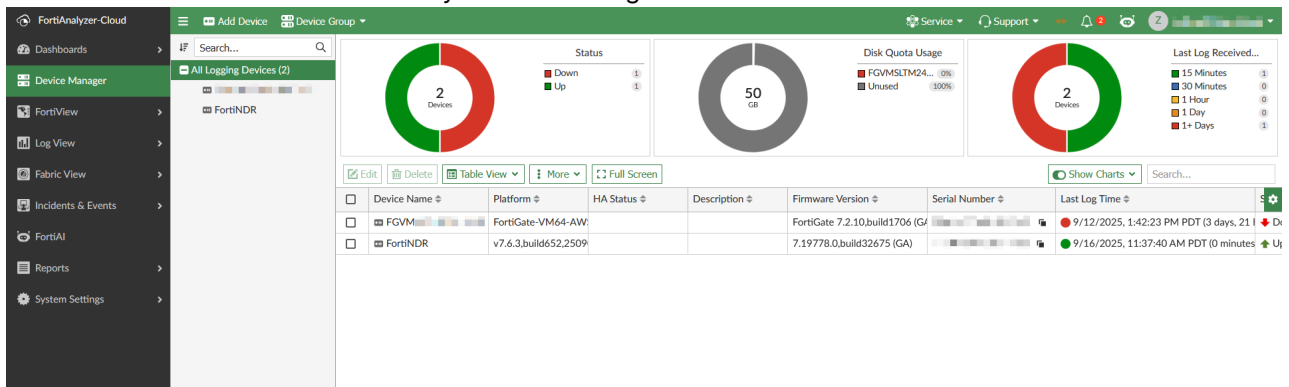 FortiAnalyzer-Cloud
Add Device
Device Group
Service
Support
2
Z
Dashboards
Device Manager
FortiView
Log View
Fabric View
Incidents & Events
FortiAI
Reports
System Settings
Search...
All Logging Devices (2)
FortiNDR
2
Devices
Status
Down 1
Up 1
50
GB
Disk Quota Usage
FGVMSLTM24... 0%
Unused 100%
2
Devices
Last Log Received...
15 Minutes 1
30 Minutes 0
1 Hour 0
1 Day 0
1+ Days 1
Edit Delete Table View More Full Screen Show Charts Search...
Device Name Platform HA Status Description Firmware Version Serial Number Last Log Time S
FGVM FortiGate-VM64-AW FortiGate 7.2.10,build1706 (GA 9/12/2025, 1:42:23 PM PDT (3 days, 21 Do
FortiNDR v7.6.3,build652,2509 7.19778.0,build32675 (GA) 9/16/2025, 11:37:40 AM PDT (0 minutes Up